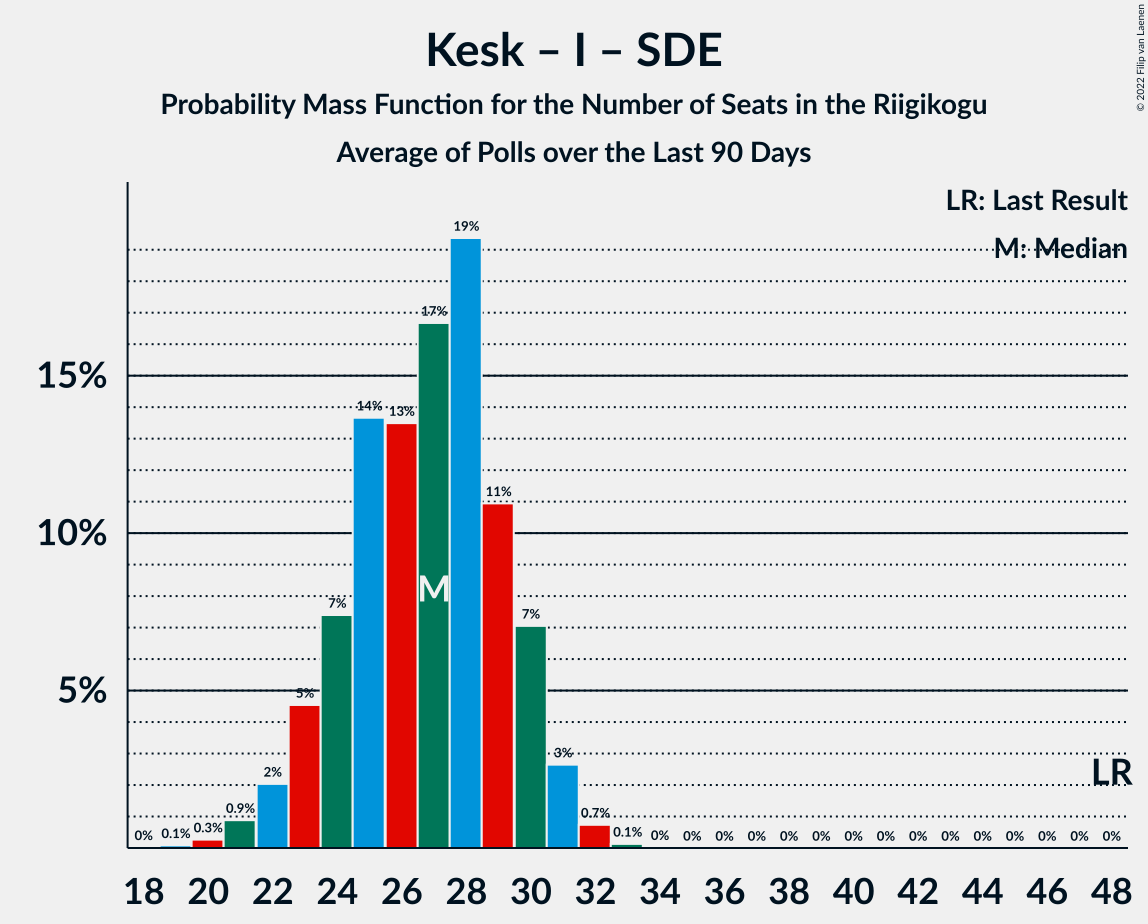 Kesk – I – SDE
Probability Mass Function for the Number of Seats in the Riigikogu
Average of Polls over the Last 90 Days
© 2022 Filip van Laenen
LR: Last Result
M: Median
15%
10%
5%
0% 0.1% 0.3% 0.9% 2% 5% 7% 14% 13% 17% 19% 11% 7% 3% 0.7% 0.1% 0% 0% 0% 0% 0% 0% 0% 0% 0% 0% 0% 0% 0% 0% 0%
M
LR
18 20 22 24 26 28 30 32 34 36 38 40 42 44 46 48